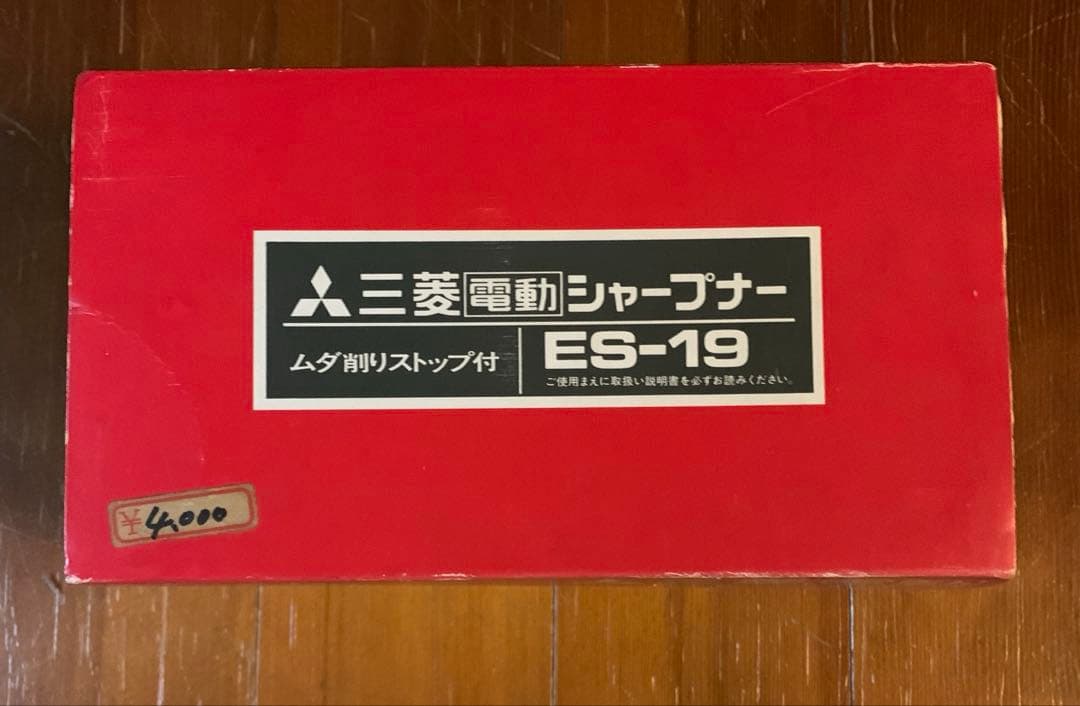 三菱電動シャープナー
ムダ削りストップ付
ES-19
ご使用まえに取扱い説明書を必ずお読みください。
¥4,000